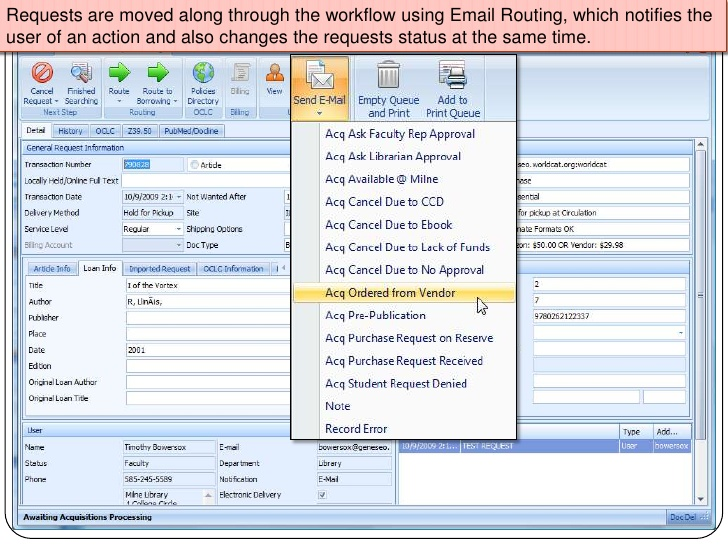 Requests are moved along through the workflow using Email Routing, which notifies the
user of an action and also changes the requests status at the same time.
Cancel Request Finished Searching Route Route to Borrowing Policies Directory Billing View Send E-Mail Empty Queue and Print Add to Print Queue
Next Step Routing OCLC Billing
Detail History OCLC Z39.50 PubMed/Docline
General Request Information
Transaction Number 790828 Article
Locally Held/Online Full Text
Transaction Date 10/9/2009 2:1 Not Wanted After
Delivery Method Hold for Pickup Site
Service Level Regular Shipping Options
Billing Account Doc Type
seo.worldcat.org:worldcat
for pickup at Circulation
nate Formats OK
zon: $50.00 OR Vendor: $29.98
Acq Ask Faculty Rep Approval
Acq Ask Librarian Approval
Acq Available @ Milne
Acq Cancel Due to CCD
Acq Cancel Due to Ebook
Acq Cancel Due to Lack of Funds
Acq Cancel Due to No Approval
Acq Ordered from Vendor
Acq Pre-Publication
Acq Purchase Request on Reserve
Acq Purchase Request Received
Acq Student Request Denied
Note
Record Error
Article Info Loan Info Imported Request OCLC Information
Title I of the Vortex
Author R, LlinÃ¡s,
Publisher
Place
Date 2001
Edition
Original Loan Author
Original Loan Title
2
7
9780262122337
User
Name Timothy Bowersox E-mail bowersox@geneseo.
Status Faculty Department Library
Phone 585-245-5589 Notification E-Mail
Milne Library Electronic Delivery
1 College Circle
Type Add...
10/9/2009 2:1... TEST REQUEST User bowersox
Awaiting Acquisitions Processing DocDel